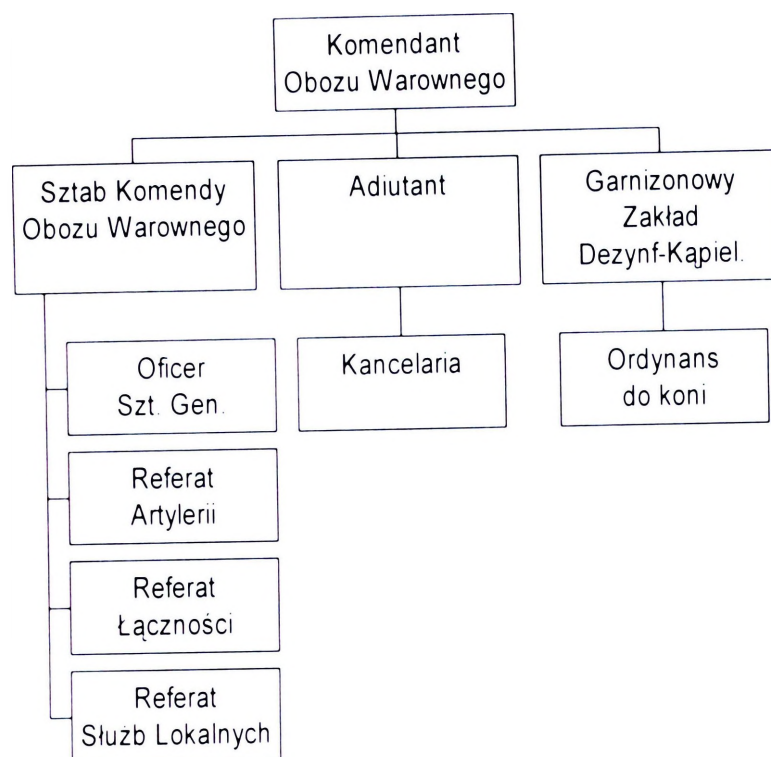 Komendant
Obozu Warownego
Sztab Komendy
Obozu Warownego
Adiutant
Garnizonowy
Zakład
Dezynf-Kąpiel.
Oficer
Szt. Gen.
Kancelaria
Ordynans
do koni
Referat
Artylerii
Referat
Łączności
Referat
Służb Lokalnych